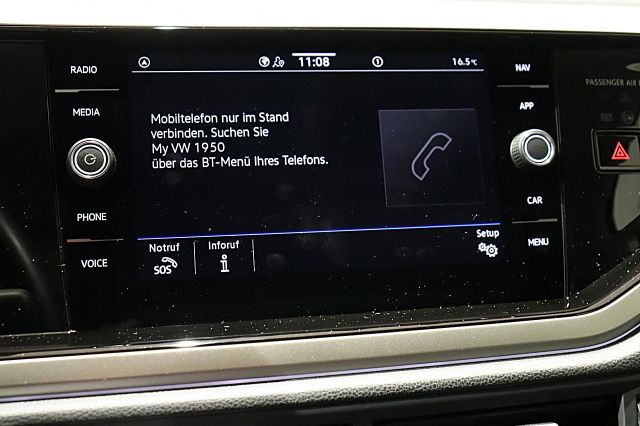 RADIO
MEDIA
PHONE
VOICE
11:08
16.5°C
Mobiltelefon nur im Stand
verbinden. Suchen Sie
My VW 1950
über das BT-Menü Ihres Telefons.
Notruf
SOS
Inforuf
Setup
NAV
APP
CAR
MENU
PASSENGER AIR